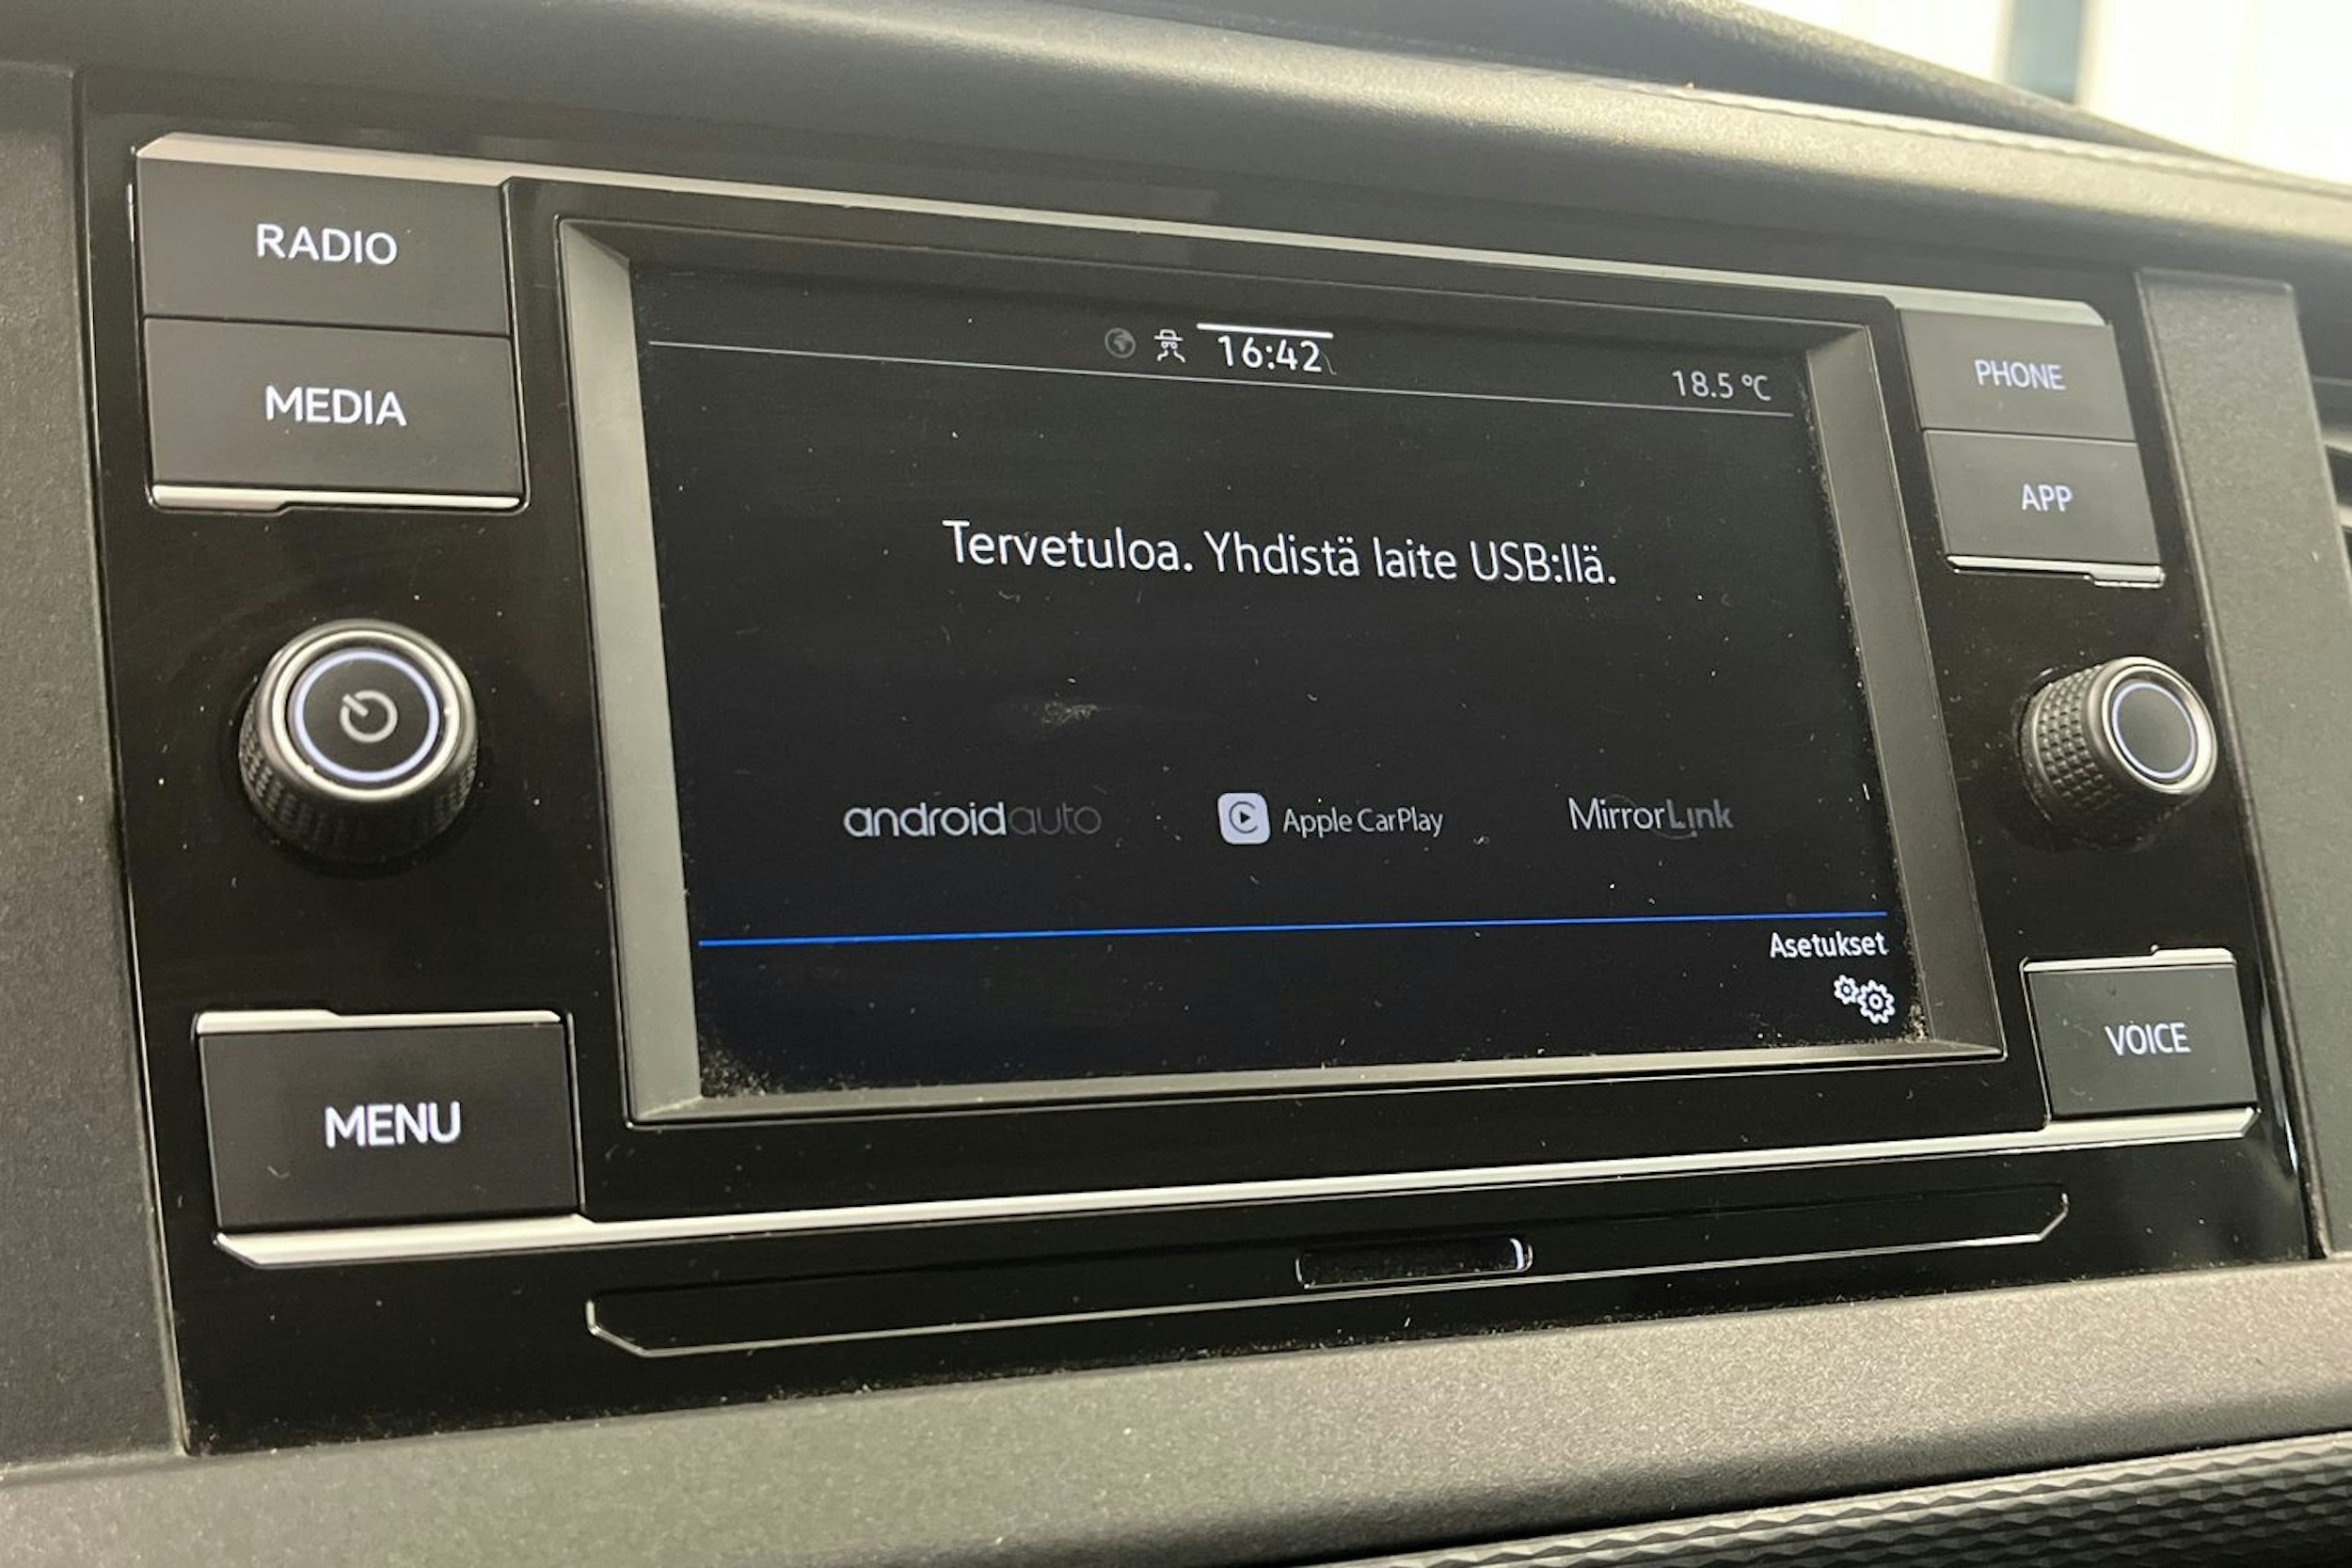 RADIO
MEDIA
MENU
16:42
18.5 °C
Tervetuloa. Yhdistä laite USB:llä.
androidauto
Apple CarPlay
MirrorLink
Asetukset
PHONE
APP
VOICE